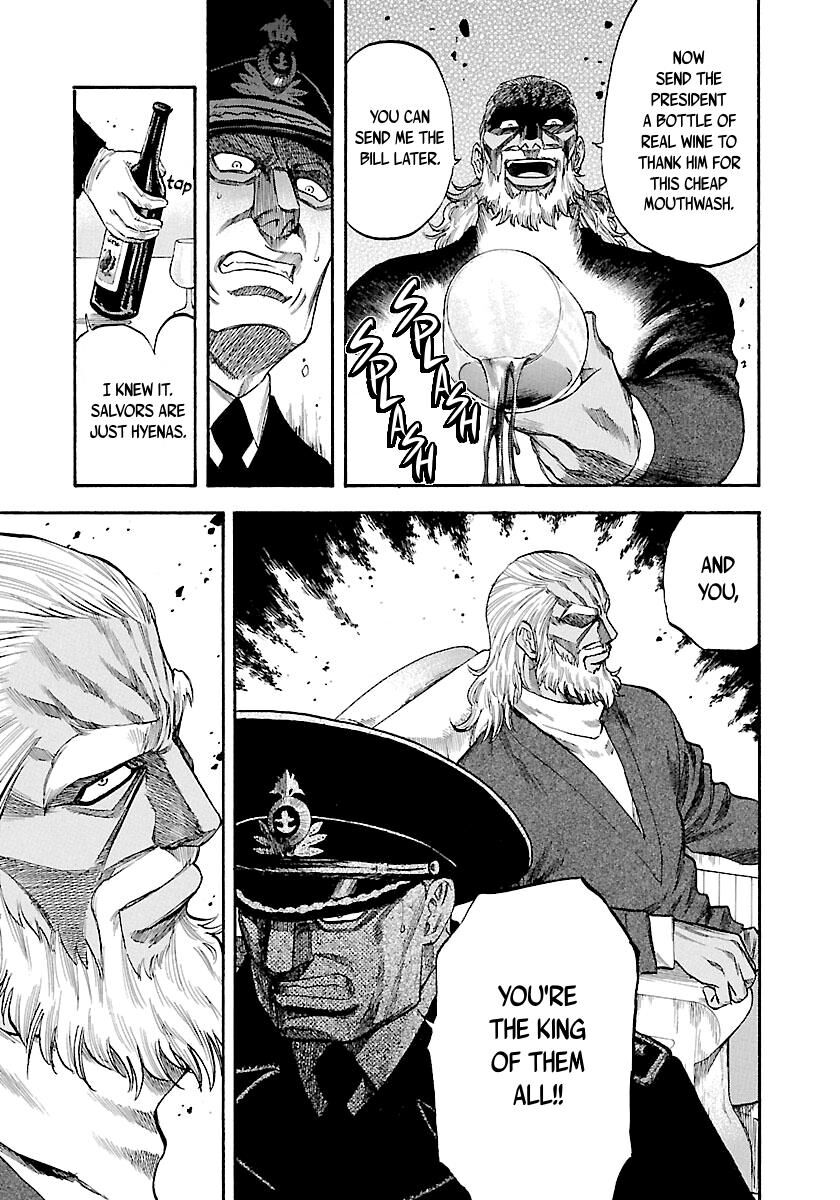 NOW
SEND THE
PRESIDENT
A BOTTLE OF
REAL WINE TO
THANK HIM FOR
THIS CHEAP
MOUTHWASH.
YOU CAN
SEND ME THE
BILL LATER.
SPLASH
SPLASH
tap
I KNEW IT.
SALVORS ARE
JUST HYENAS.
AND
YOU,
YOU'RE
THE KING
OF THEM
ALL!!